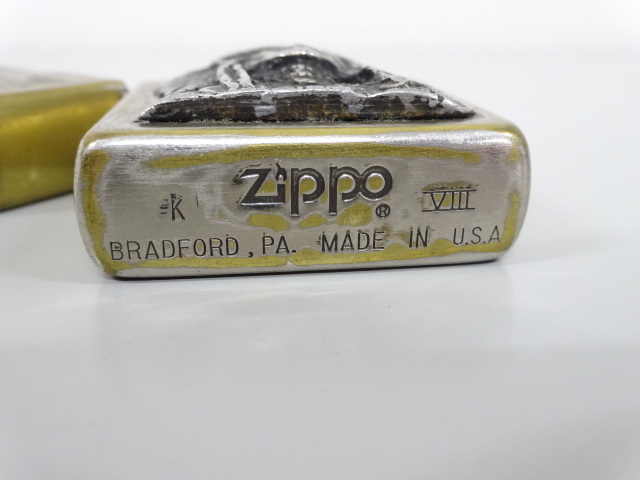 K Zippo ® VIII
BRADFORD, PA. MADE IN U.S.A